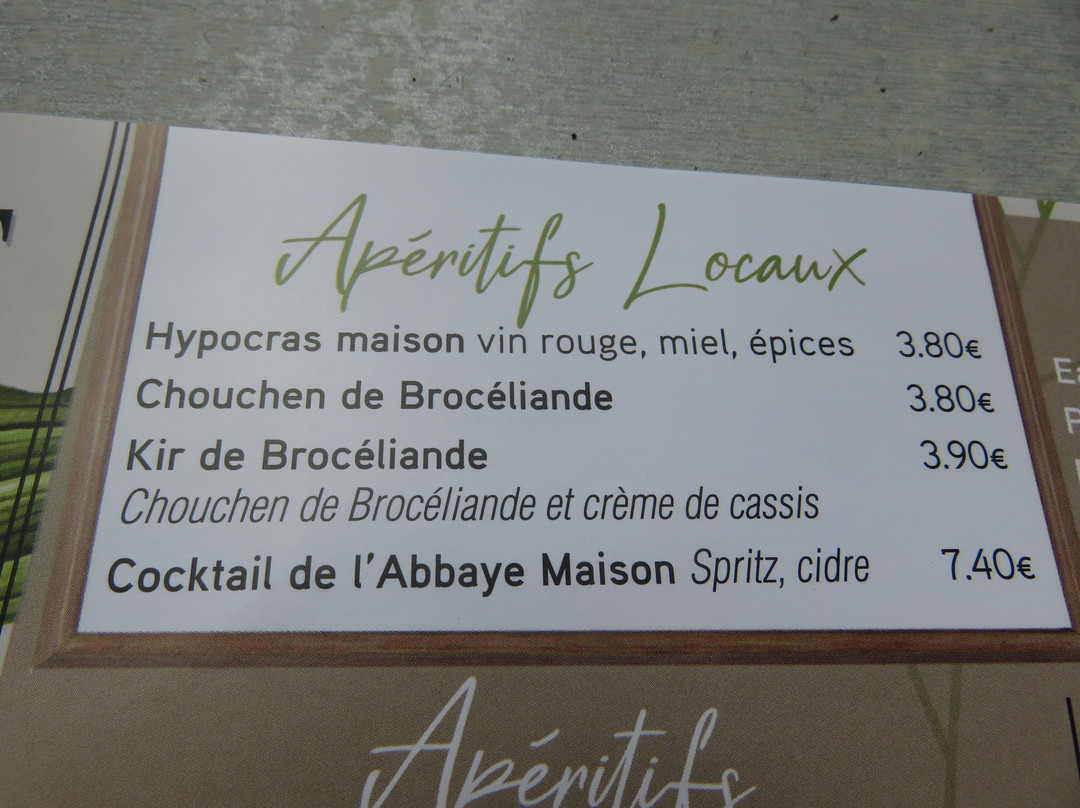 Apéritifs Locaux
Hypocras maison vin rouge, miel, épices 3.80€
Chouchen de Brocéliande 3.80€
Kir de Brocéliande 3.90€
Chouchen de Brocéliande et crème de cassis
Cocktail de l'Abbaye Maison Spritz, cidre 7.40€
Apéritifs